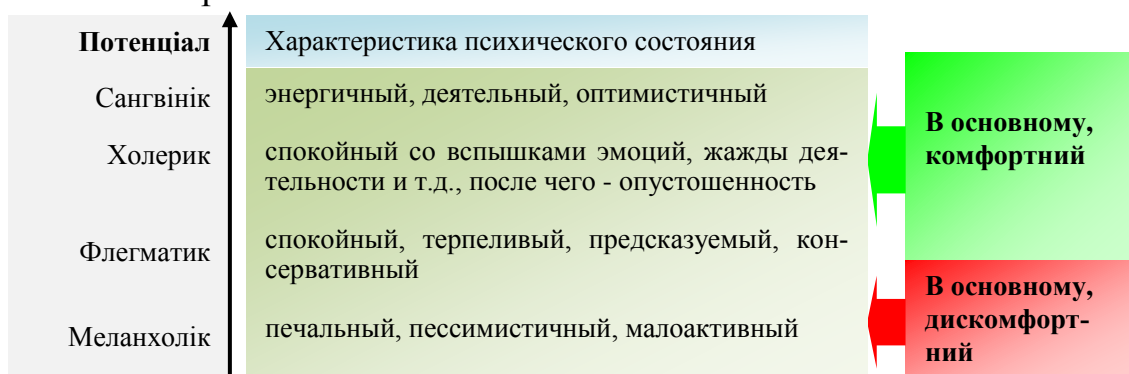 Потенціал
Характеристика психического состояния
Сангвінік
энергичный, деятельный, оптимистичный
Холерик
спокойный со вспышками эмоций, жажды дея-
тельности и т.д., после чего - опустошенность
Флегматик
спокойный, терпеливый, предсказуемый, кон-
сервативный
Меланхолік
печальный, пессимистичный, малоактивный
В основному,
комфортний
В основному,
дискомфорт-
ний